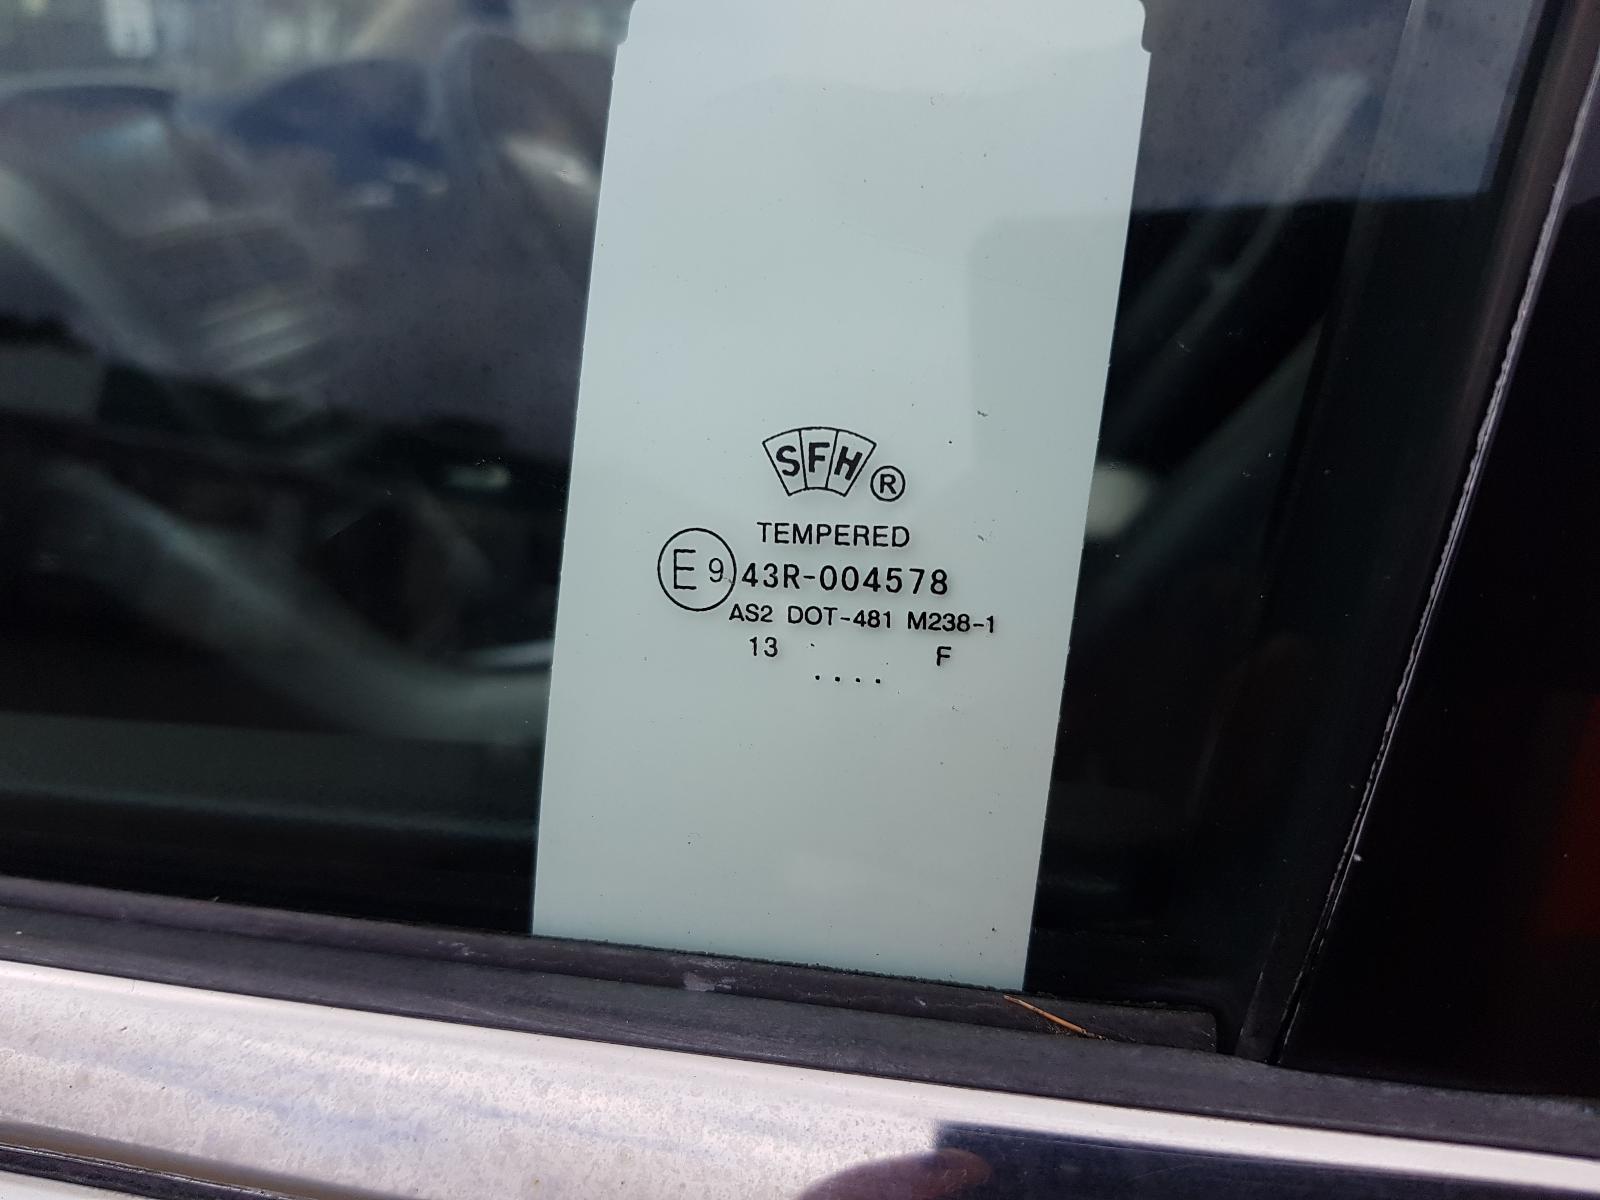 SFH ®
TEMPERED
E9 43R-004578
AS2 DOT-481 M238-1
13 F
....